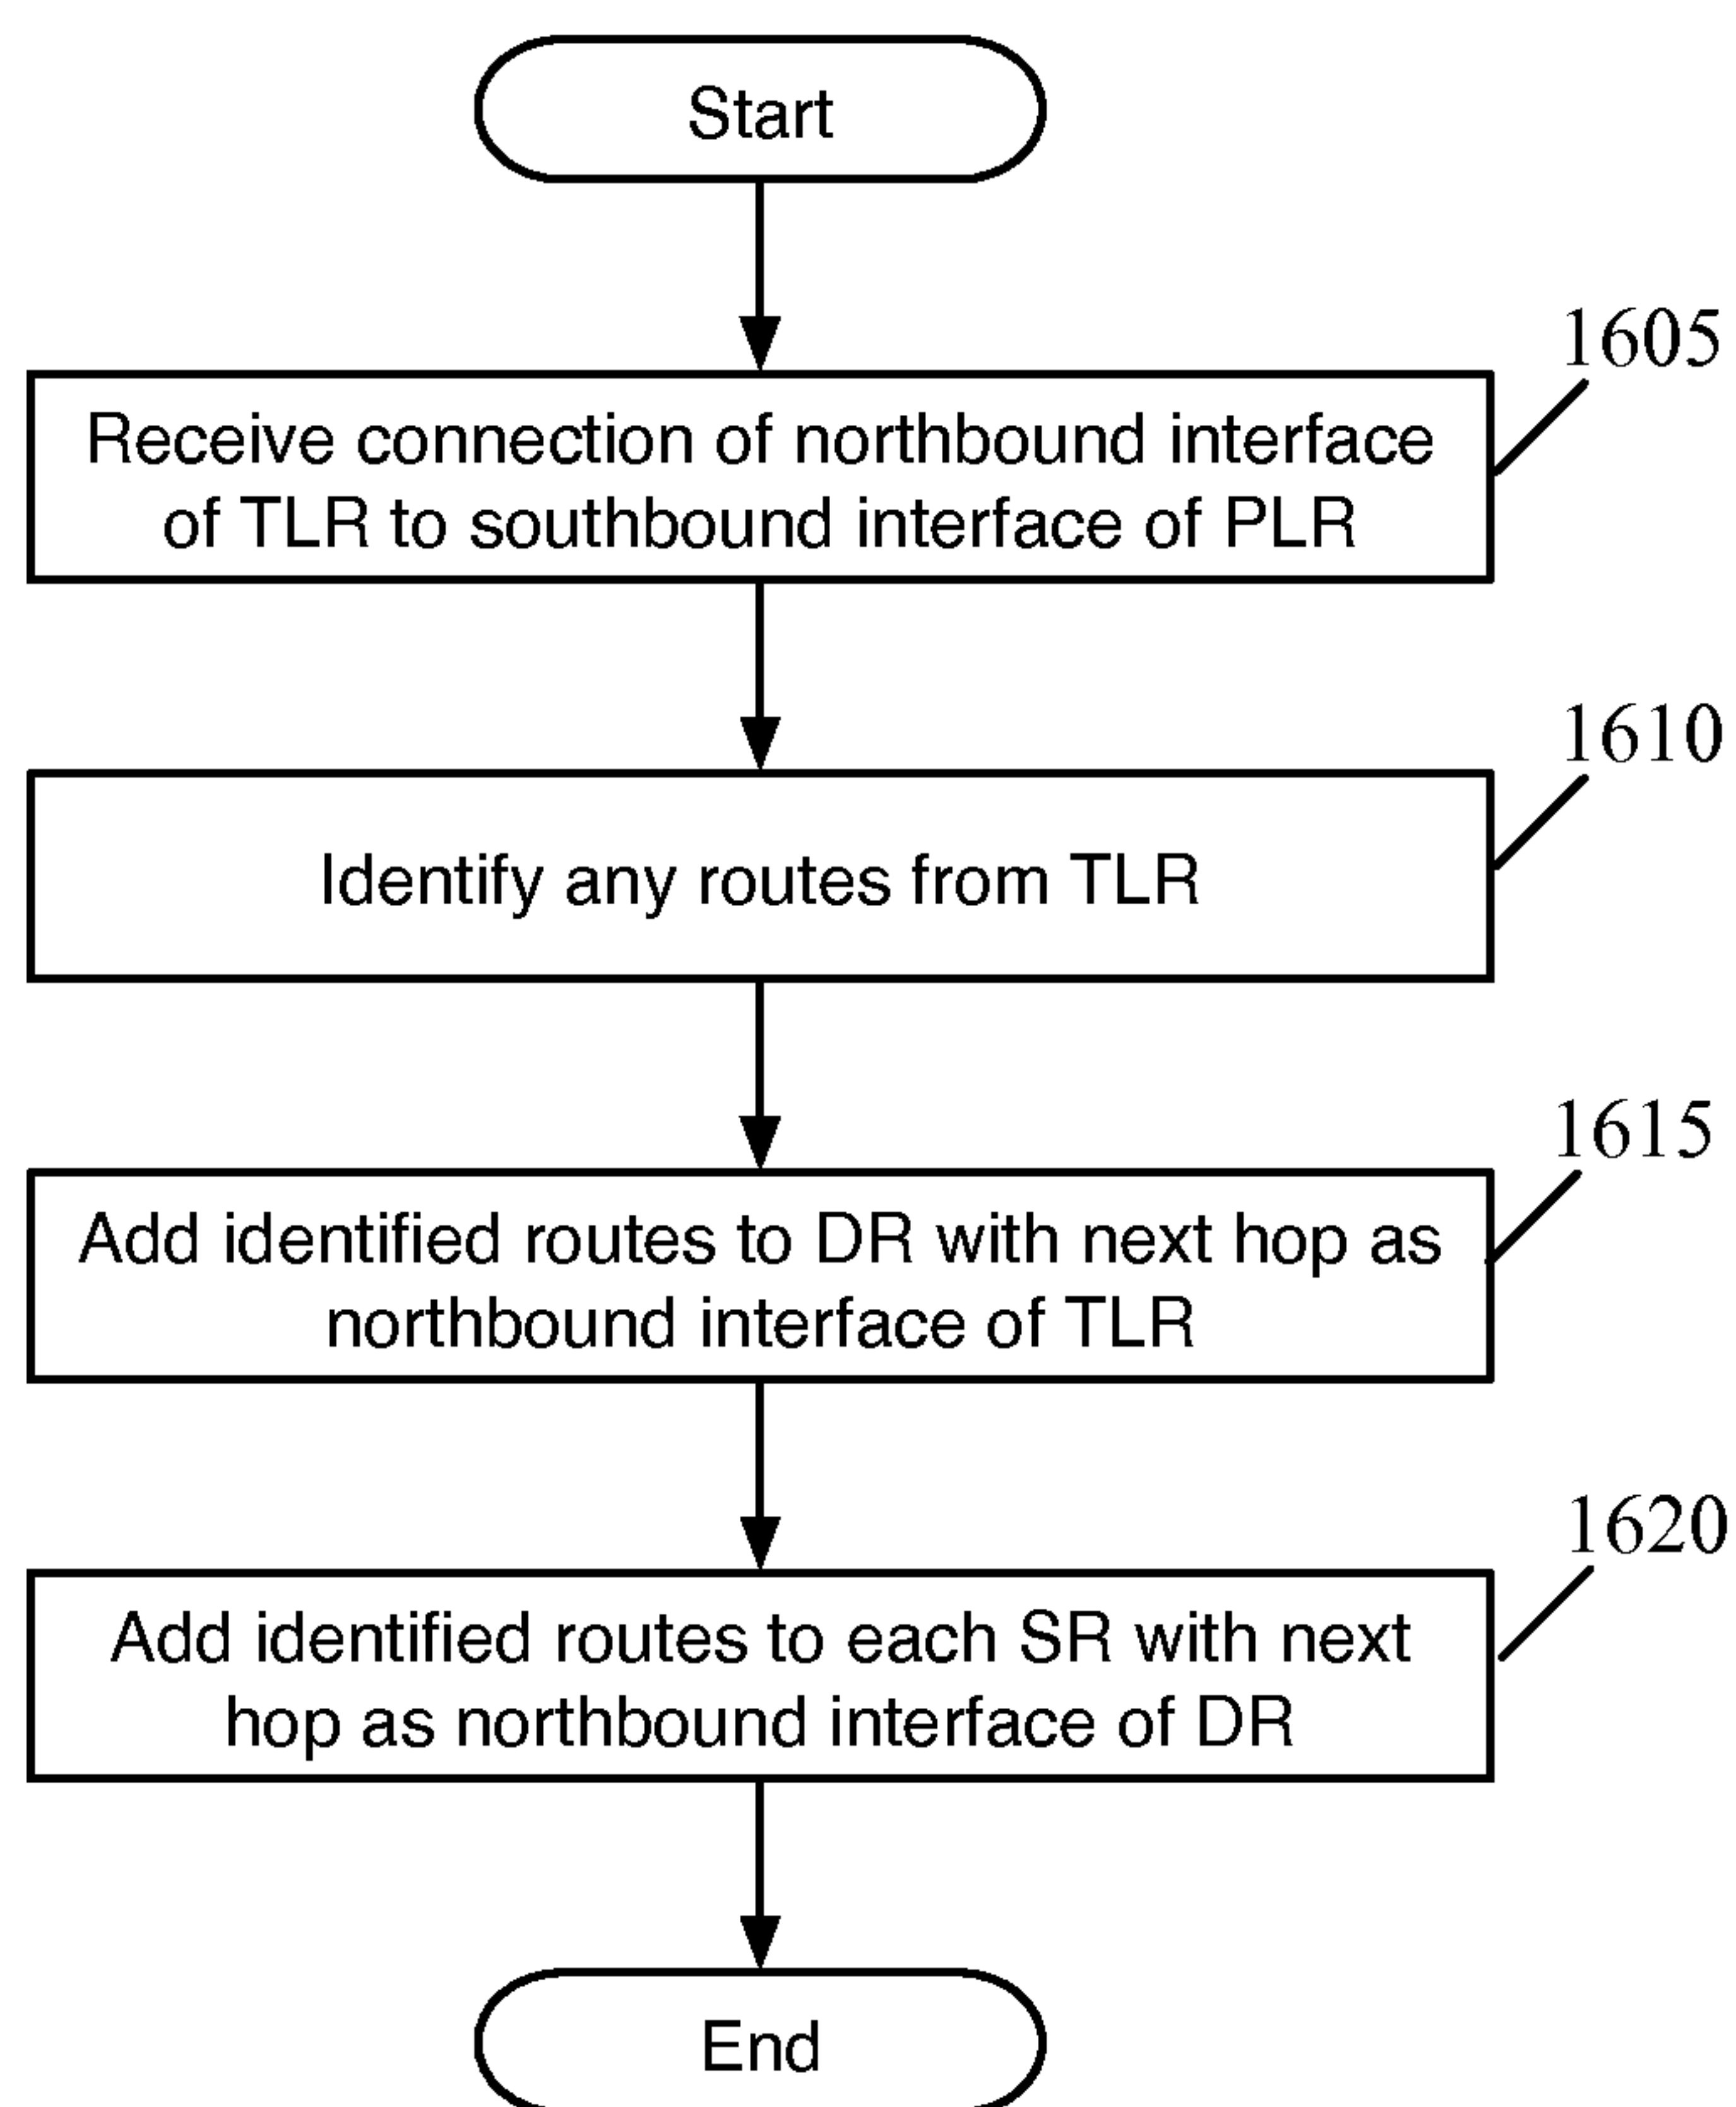 Start
1605
Receive connection of northbound interface
of TLR to southbound interface of PLR
1610
Identify any routes from TLR
1615
Add identified routes to DR with next hop as
northbound interface of TLR
1620
Add identified routes to each SR with next
hop as northbound interface of DR
End